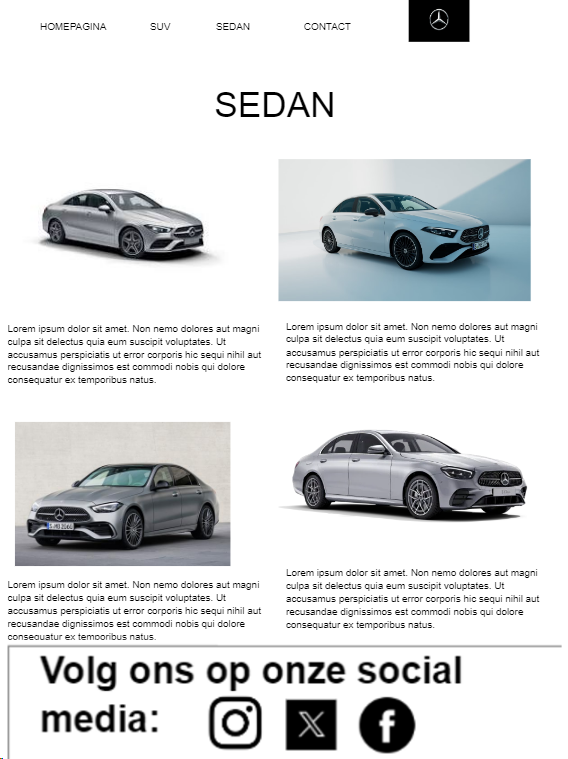 HOMEPAGINA SUV SEDAN CONTACT
SEDAN
Lorem ipsum dolor sit amet. Non nemo dolores aut magni
culpa sit delectus quia eum suscipit voluptates. Ut
accusamus perspiciatis ut error corporis hic sequi nihil aut
recusandae dignissimos est commodi nobis qui dolore
consequatur ex temporibus natus.
Lorem ipsum dolor sit amet. Non nemo dolores aut magni
culpa sit delectus quia eum suscipit voluptates. Ut
accusamus perspiciatis ut error corporis hic sequi nihil aut
recusandae dignissimos est commodi nobis qui dolore
consequatur ex temporibus natus.
Lorem ipsum dolor sit amet. Non nemo dolores aut magni
culpa sit delectus quia eum suscipit voluptates. Ut
accusamus perspiciatis ut error corporis hic sequi nihil aut
recusandae dignissimos est commodi nobis qui dolore
consequatur ex temporibus natus.
Lorem ipsum dolor sit amet. Non nemo dolores aut magni
culpa sit delectus quia eum suscipit voluptates. Ut
accusamus perspiciatis ut error corporis hic sequi nihil aut
recusandae dignissimos est commodi nobis qui dolore
consequatur ex temporibus natus.
Volg ons op onze social
media: